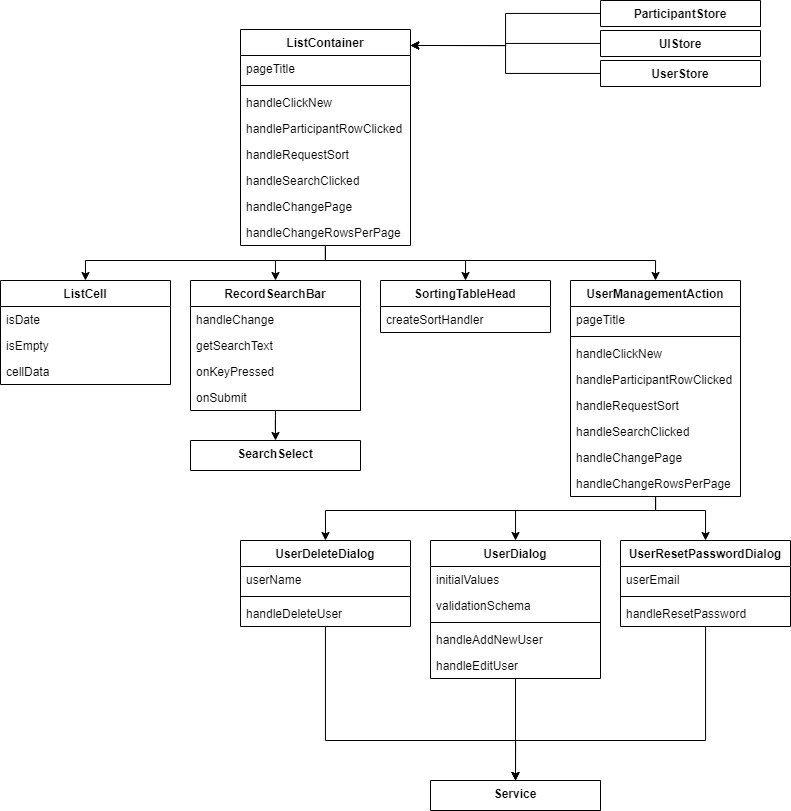 ParticipantStore
UIStore
UserStore
ListContainer
pageTitle
handleClickNew
handleParticipantRowClicked
handleRequestSort
handleSearchClicked
handleChangePage
handleChangeRowsPerPage
ListCell
isDate
isEmpty
cellData
RecordSearchBar
handleChange
getSearchText
onKeyPressed
onSubmit
SearchSelect
SortingTableHead
createSortHandler
UserManagementAction
pageTitle
handleClickNew
handleParticipantRowClicked
handleRequestSort
handleSearchClicked
handleChangePage
handleChangeRowsPerPage
UserDeleteDialog
userName
handleDeleteUser
UserDialog
initialValues
validationSchema
handleAddNewUser
handleEditUser
UserResetPasswordDialog
userEmail
handleResetPassword
Service